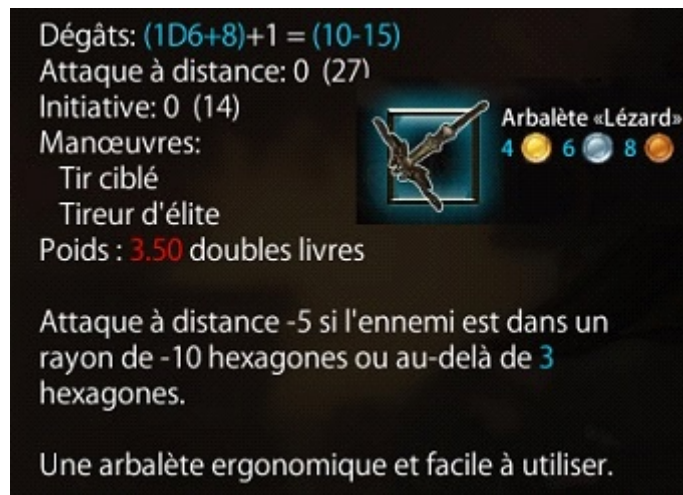 Dégâts: (1D6+8)+1 = (10-15)
Attaque à distance: 0 (27)
Initiative: 0 (14)
Manœuvres:
Tir ciblé
Tireur d'élite
Poids : 3.50 doubles livres
Arbalète «Lézard»
4 6 8
Attaque à distance -5 si l'ennemi est dans un
rayon de -10 hexagones ou au-delà de 3
hexagones.
Une arbalète ergonomique et facile à utiliser.